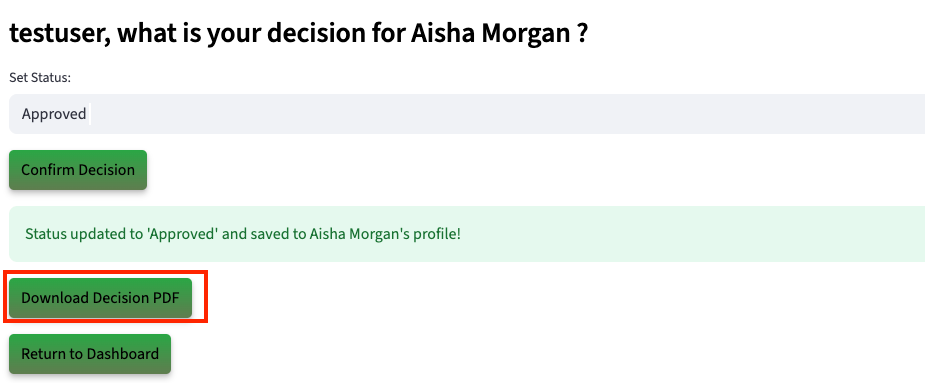 testuser, what is your decision for Aisha Morgan ?
Set Status:
Approved
Confirm Decision
Status updated to 'Approved' and saved to Aisha Morgan's profile!
Download Decision PDF
Return to Dashboard